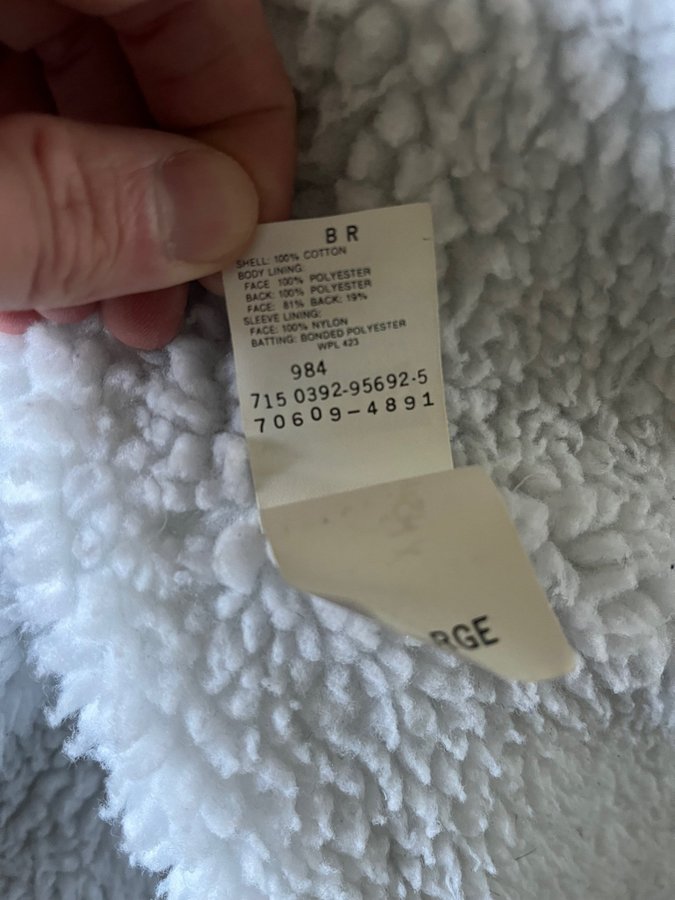 B R
SHELL: 100% COTTON
BODY LINING:
FACE 100% POLYESTER
BACK: 100% POLYESTER
FACE: 81% BACK: 19%
SLEEVE LINING:
FACE: 100% NYLON
BATTING: BONDED POLYESTER
WPL 423
984
715 0392-95692-5
70609-4891
RGE